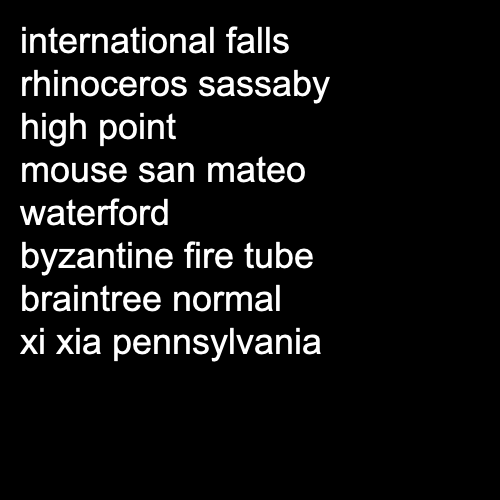 international falls
rhinoceros sassaby
high point
mouse san mateo
waterford
byzantine fire tube
braintree normal
xi xia pennsylvania